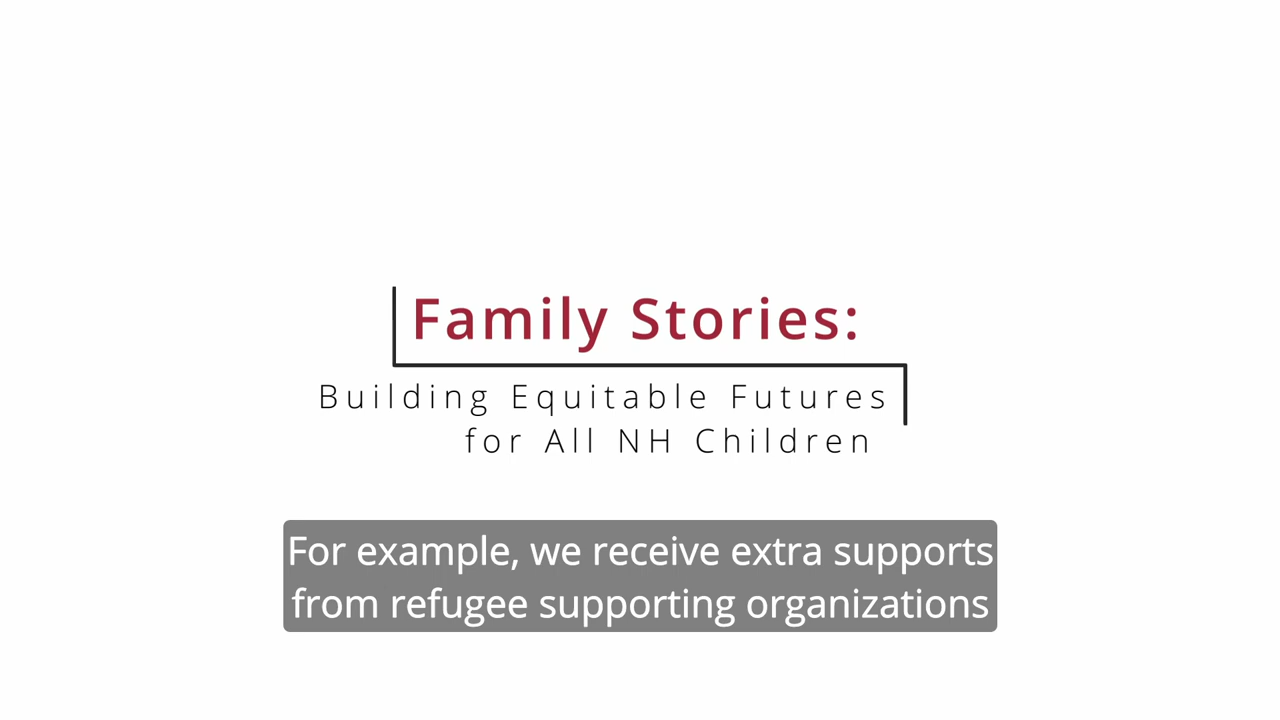 Family Stories:
Building Equitable Futures
for All NH Children
For example, we receive extra supports
from refugee supporting organizations